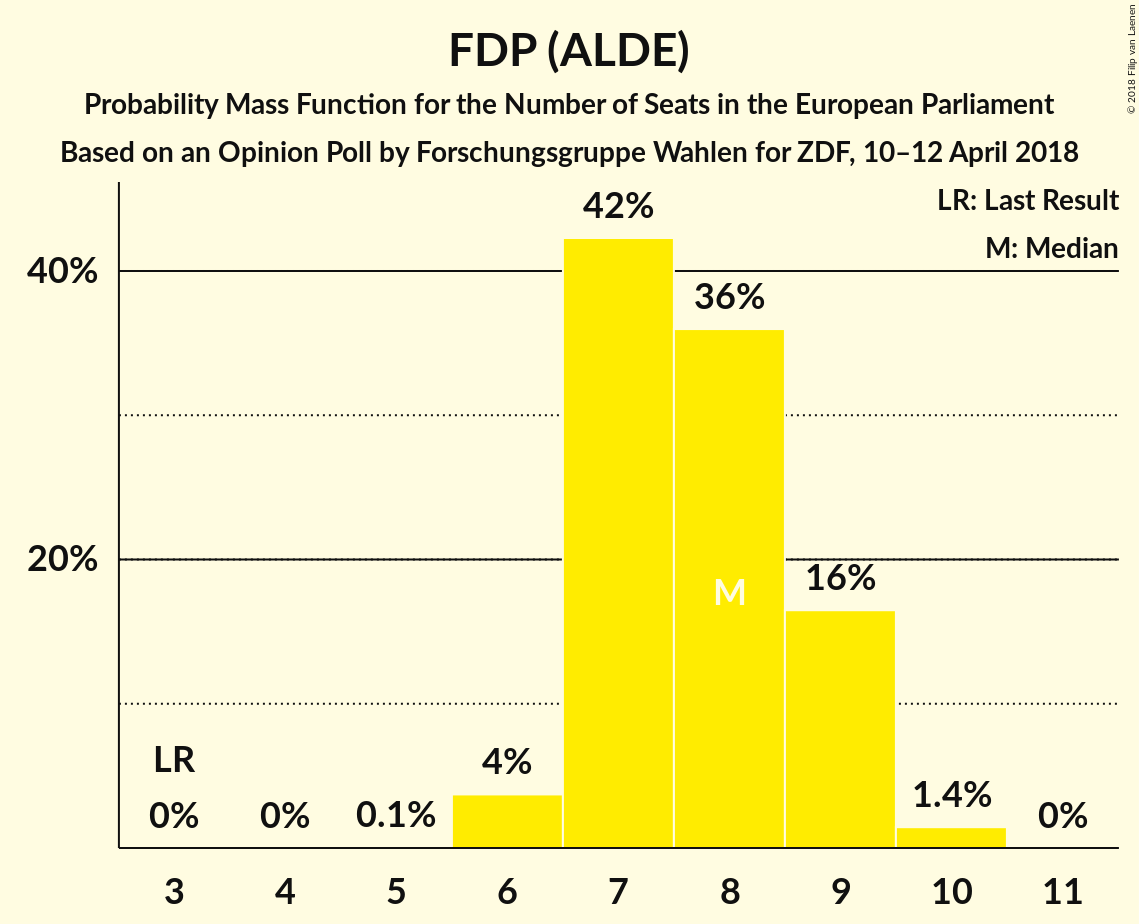 FDP (ALDE)
Probability Mass Function for the Number of Seats in the European Parliament
Based on an Opinion Poll by Forschungsgruppe Wahlen for ZDF, 10–12 April 2018
© 2018 Filip van Laenen
LR: Last Result
M: Median
42%
40%
36%
20%
16%
M
LR
4%
0%
0%
0.1%
1.4%
0%
3 4 5 6 7 8 9 10 11